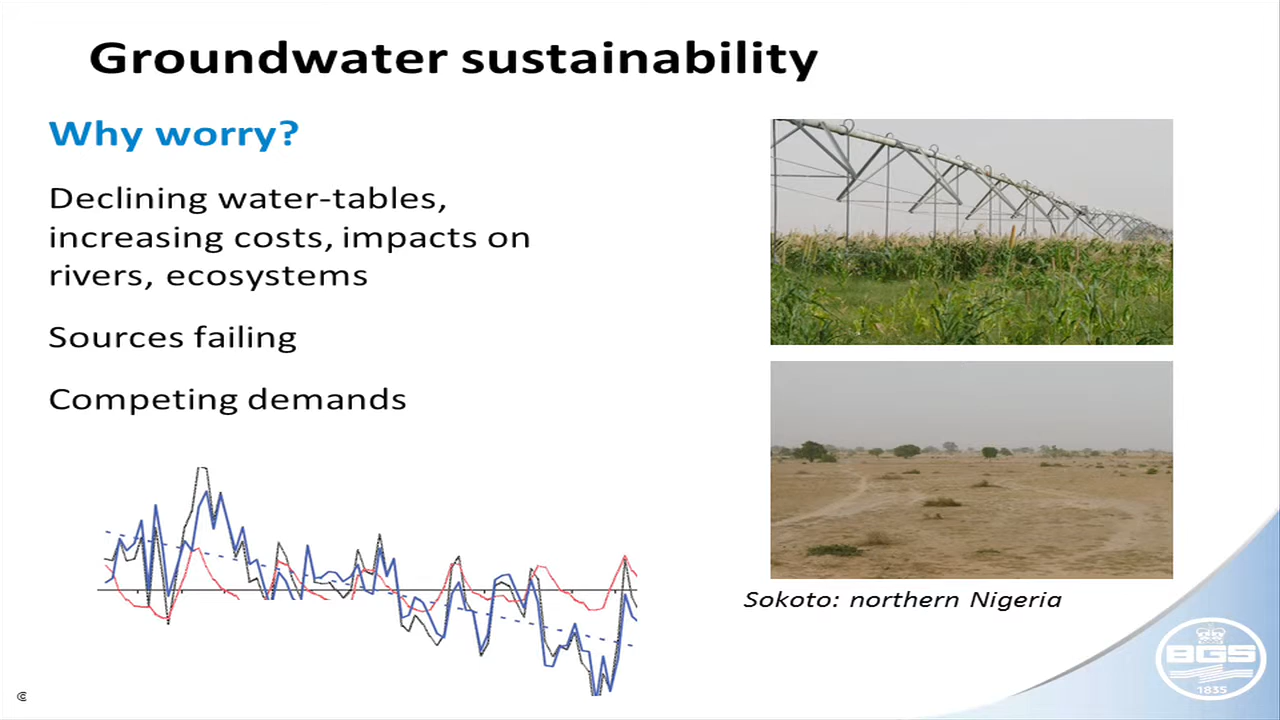 Groundwater sustainability
Why worry?
Declining water-tables,
increasing costs, impacts on
rivers, ecosystems
Sources failing
Competing demands
Sokoto: northern Nigeria
BGS
1835
©